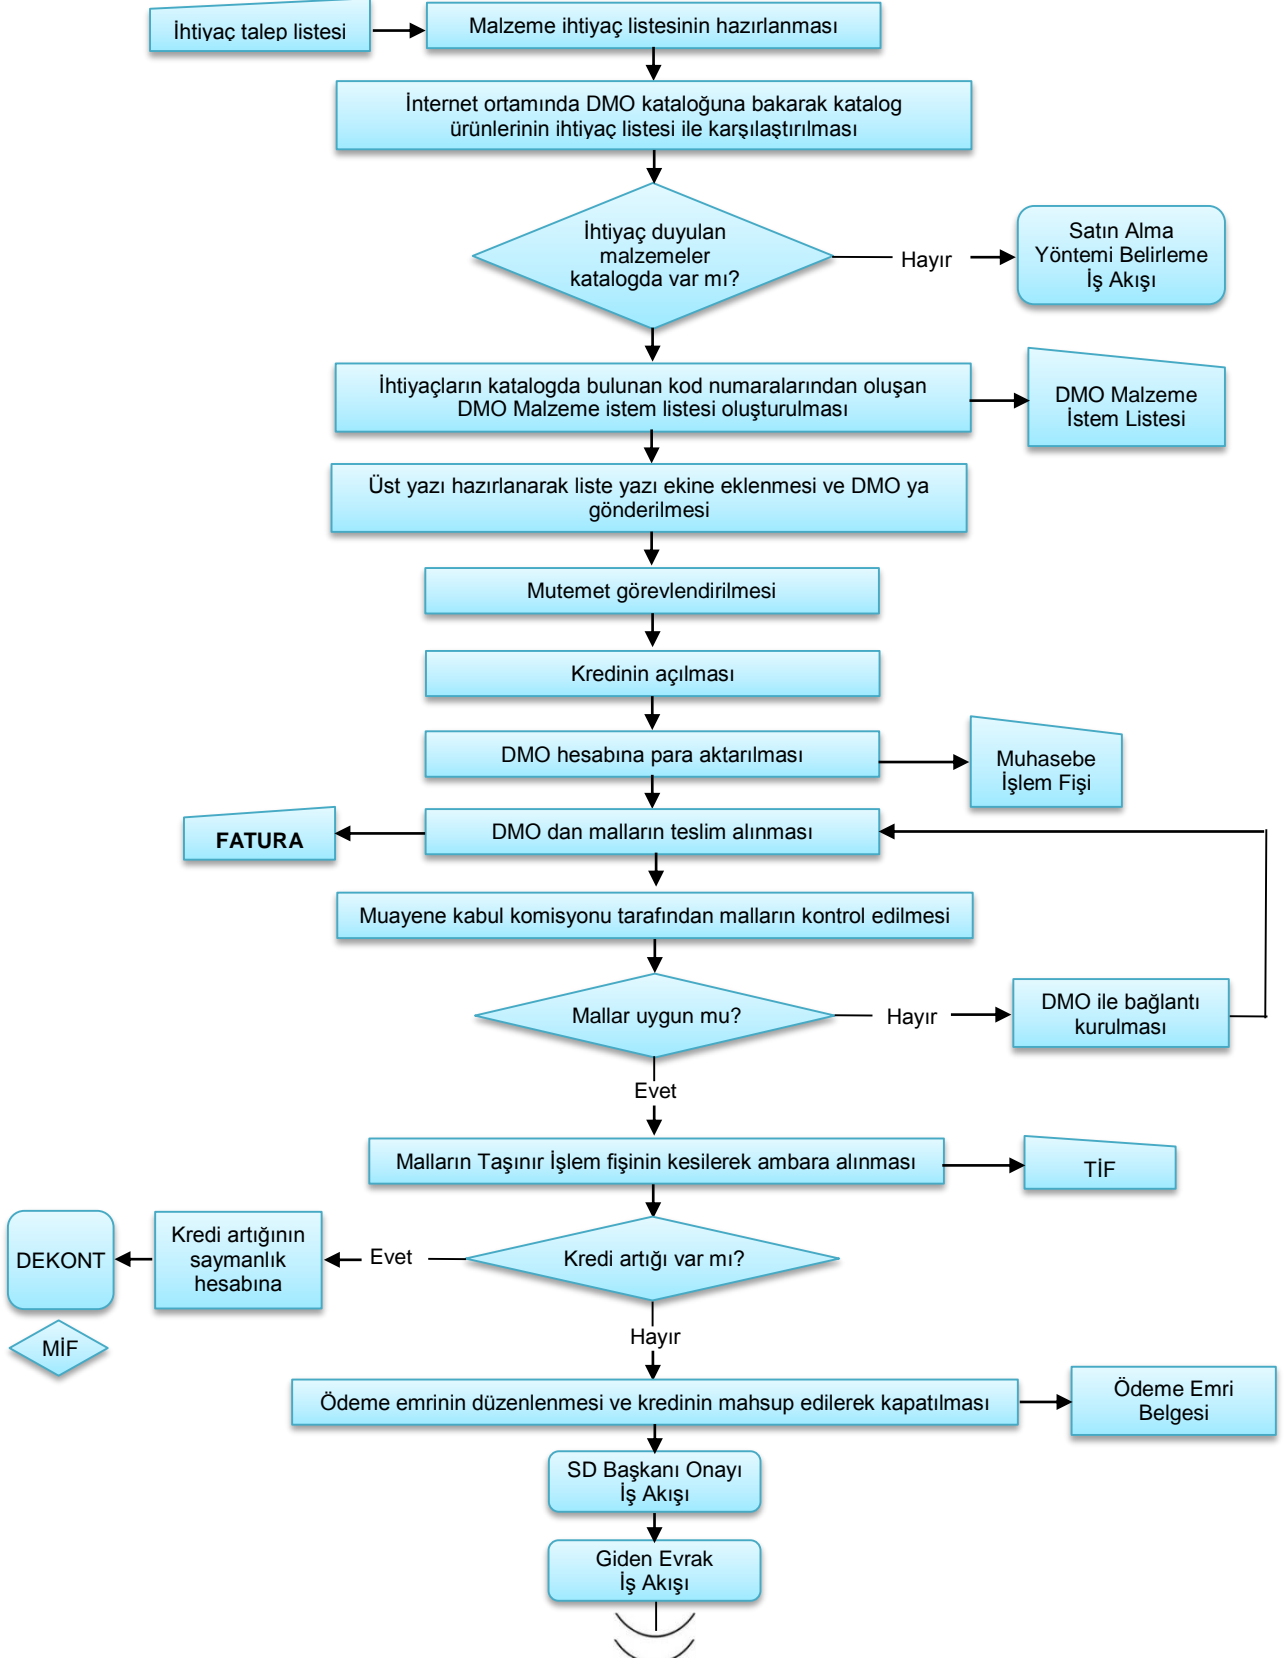 İhtiyaç talep listesi
Malzeme ihtiyaç listesinin hazırlanması
İnternet ortamında DMO kataloğuna bakarak katalog
ürünlerinin ihtiyaç listesi ile karşılaştırılması
İhtiyaç duyulan
malzemeler
katalogda var mı?
Hayır
Satın Alma
Yöntemi Belirleme
İş Akışı
İhtiyaçların katalogda bulunan kod numaralarından oluşan
DMO Malzeme istem listesi oluşturulması
DMO Malzeme
İstem Listesi
Üst yazı hazırlanarak liste yazı ekine eklenmesi ve DMO ya
gönderilmesi
Mutemet görevlendirilmesi
Kredinin açılması
DMO hesabına para aktarılması
Muhasebe
İşlem Fişi
FATURA
DMO dan malların teslim alınması
Muayene kabul komisyonu tarafından malların kontrol edilmesi
Mallar uygun mu?
Hayır
DMO ile bağlantı
kurulması
Evet
Malların Taşınır İşlem fişinin kesilerek ambara alınması
TİF
DEKONT
Kredi artığının
saymanlık
hesabına
Evet
Kredi artığı var mı?
MİF
Hayır
Ödeme emrinin düzenlenmesi ve kredinin mahsup edilerek kapatılması
Ödeme Emri
Belgesi
SD Başkanı Onayı
İş Akışı
Giden Evrak
İş Akışı